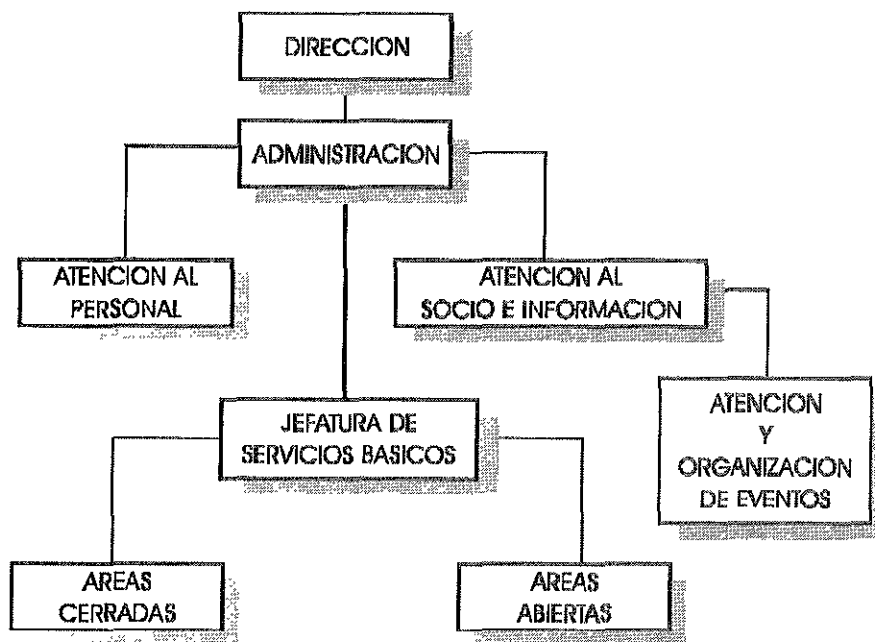 DIRECCION
ADMINISTRACION
ATENCION AL
PERSONAL
ATENCION AL
SOCIO E INFORMACION
ATENCION
Y
ORGANIZACION
DE EVENTOS
JEFATURA DE
SERVICIOS BASICOS
AREAS
CERRADAS
AREAS
ABIERTAS